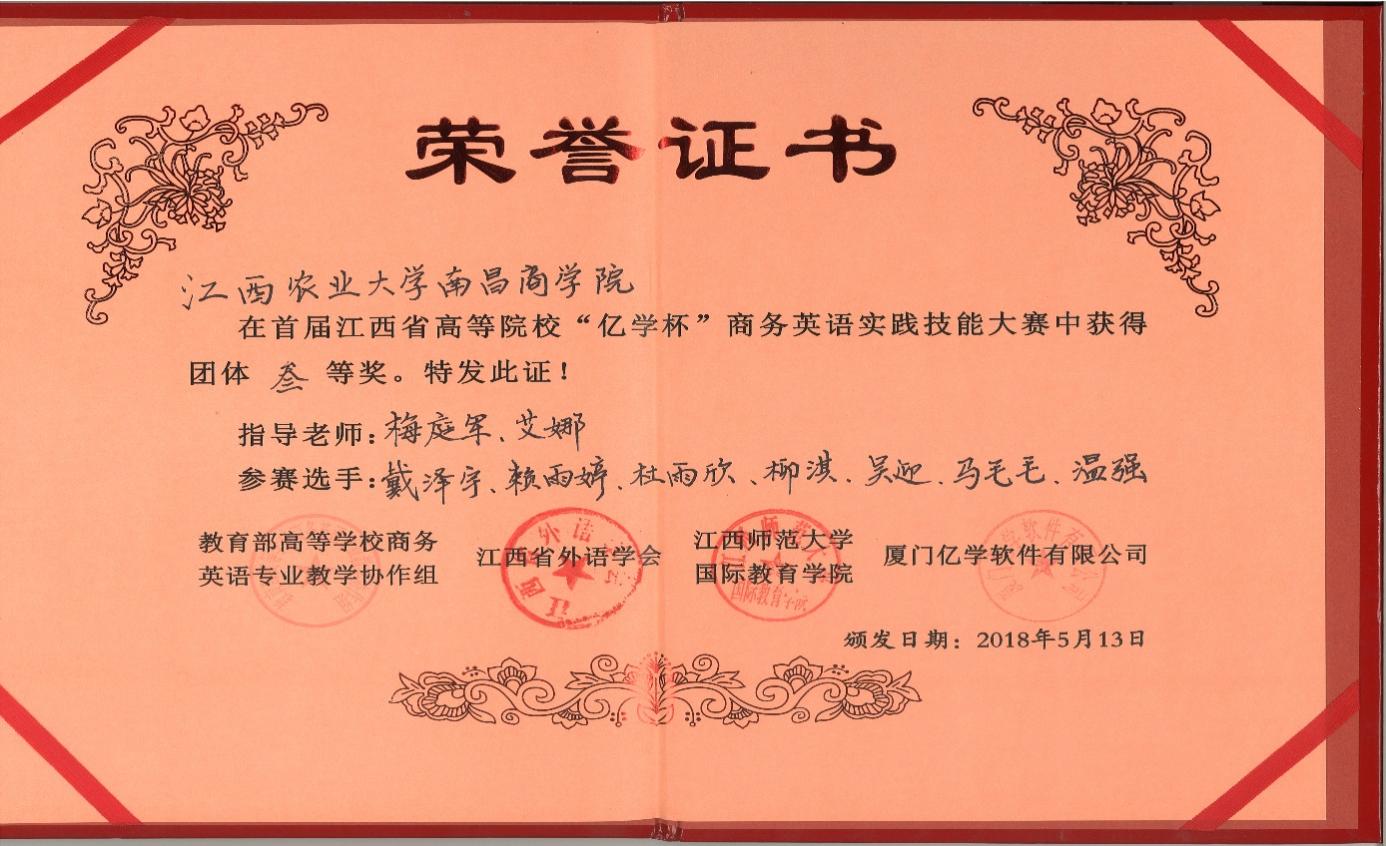 荣誉证书
江西农业大学南昌商学院
在首届江西省高等院校“亿学杯”商务英语实践技能大赛中获得
团体 叁 等奖。特发此证!
指导老师:梅庭军、艾娜
参赛选手:戴泽宇、赖雨婷、杜雨欣、柳淇、吴迎、马毛毛、温强
教育部高等学校商务
英语专业教学协作组
江西省外语学会
江西师范大学
国际教育学院
厦门亿学软件有限公司
国际教育学院
颁发日期:2018年5月13日